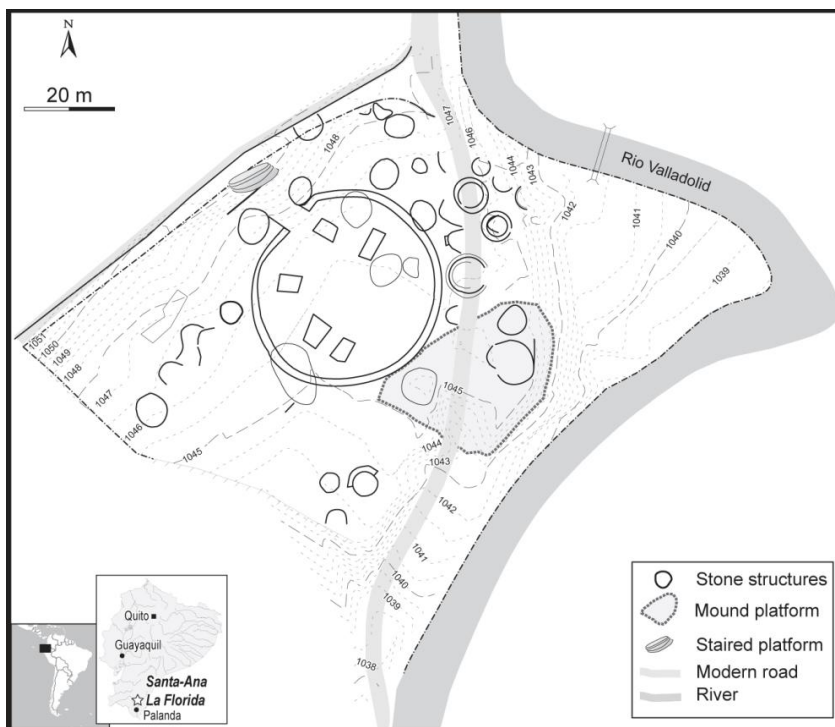 N
20 m
1047
1046
1048
1044
1043
1042
Río Valladolid
1041
1040
1039
1051
1050
1049
1048
1047
1046
1045
1045
1044
1043
1042
1041
1040
1039
1038
Quito
Guayaquil
Santa-Ana
La Florida
Palanda
Stone structures
Mound platform
Staired platform
Modern road
River